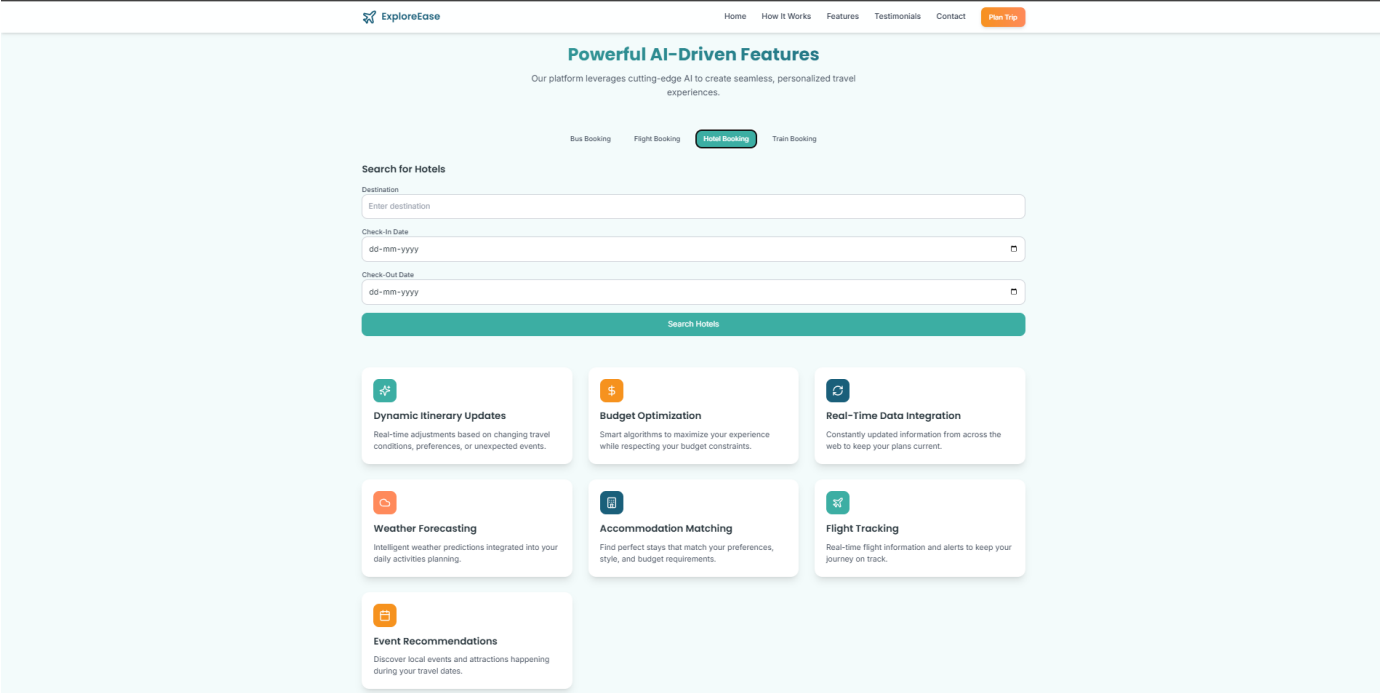 ExploreEase
Home How It Works Features Testimonials Contact Plan Trip
Powerful AI-Driven Features
Our platform leverages cutting-edge AI to create seamless, personalized travel
experiences.
Bus Booking Flight Booking Hotel Booking Train Booking
Search for Hotels
Destination
Enter destination
Check-In Date
dd-mm-yyyy
Check-Out Date
dd-mm-yyyy
Search Hotels
Dynamic Itinerary Updates
Real-time adjustments based on changing travel
conditions, preferences, or unexpected events.
Budget Optimization
Smart algorithms to maximize your experience
while respecting your budget constraints.
Real-Time Data Integration
Constantly updated information from across the
web to keep your plans current.
Weather Forecasting
Intelligent weather predictions integrated into your
daily activities planning.
Accommodation Matching
Find perfect stays that match your preferences,
style, and budget requirements.
Flight Tracking
Real-time flight information and alerts to keep your
journey on track.
Event Recommendations
Discover local events and attractions happening
during your travel dates.